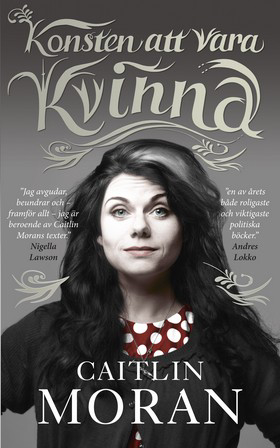 Konsten att vara
Kvinna
"Jag avgudar,
beundrar och –
framför allt – jag är
beroende av Caitlin
Morans texter."
Nigella
Lawson
"en av årets
både roligaste
och viktigaste
politiska
böcker."
Andres
Lokko
CAITLIN
MORAN